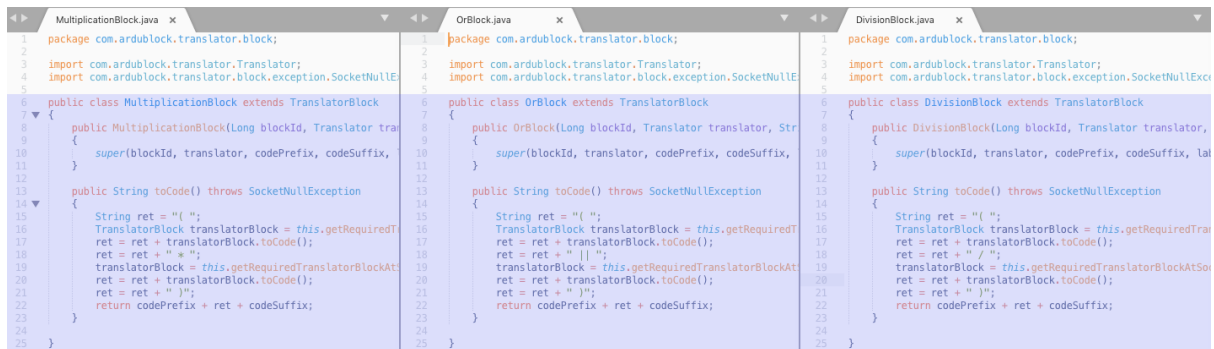 MultiplicationBlock.java ×
1 package com.ardublock.translator.block;
2
3 import com.ardublock.translator.Translator;
4 import com.ardublock.translator.block.exception.SocketNullEx
5
6 public class MultiplicationBlock extends TranslatorBlock
7 {
8 public MultiplicationBlock(Long blockId, Translator tran
9 {
10 super(blockId, translator, codePrefix, codeSuffix,
11 }
12
13 public String toCode() throws SocketNullException
14 {
15 String ret = "( ";
16 TranslatorBlock translatorBlock = this.getRequiredT
17 ret = ret + translatorBlock.toCode();
18 ret = ret + " * ";
19 translatorBlock = this.getRequiredTranslatorBlockAt
20 ret = ret + translatorBlock.toCode();
21 ret = ret + " )";
22 return codePrefix + ret + codeSuffix;
23 }
24
25 }
OrBlock.java ×
1 package com.ardublock.translator.block;
2
3 import com.ardublock.translator.Translator;
4 import com.ardublock.translator.block.exception.SocketNullE
5
6 public class OrBlock extends TranslatorBlock
7 {
8 public OrBlock(Long blockId, Translator translator, Str
9 {
10 super(blockId, translator, codePrefix, codeSuffix,
11 }
12
13 public String toCode() throws SocketNullException
14 {
15 String ret = "( ";
16 TranslatorBlock translatorBlock = this.getRequiredT
17 ret = ret + translatorBlock.toCode();
18 ret = ret + " || ";
19 translatorBlock = this.getRequiredTranslatorBlockAt
20 ret = ret + translatorBlock.toCode();
21 ret = ret + " )";
22 return codePrefix + ret + codeSuffix;
23 }
24
25 }
DivisionBlock.java ×
1 package com.ardublock.translator.block;
2
3 import com.ardublock.translator.Translator;
4 import com.ardublock.translator.block.exception.SocketNullExce
5
6 public class DivisionBlock extends TranslatorBlock
7 {
8 public DivisionBlock(Long blockId, Translator translator,
9 {
10 super(blockId, translator, codePrefix, codeSuffix, lab
11 }
12
13 public String toCode() throws SocketNullException
14 {
15 String ret = "( ";
16 TranslatorBlock translatorBlock = this.getRequiredTra
17 ret = ret + translatorBlock.toCode();
18 ret = ret + " / ";
19 translatorBlock = this.getRequiredTranslatorBlockAtSoc
20 ret = ret + translatorBlock.toCode();
21 ret = ret + " )";
22 return codePrefix + ret + codeSuffix;
23 }
24
25 }